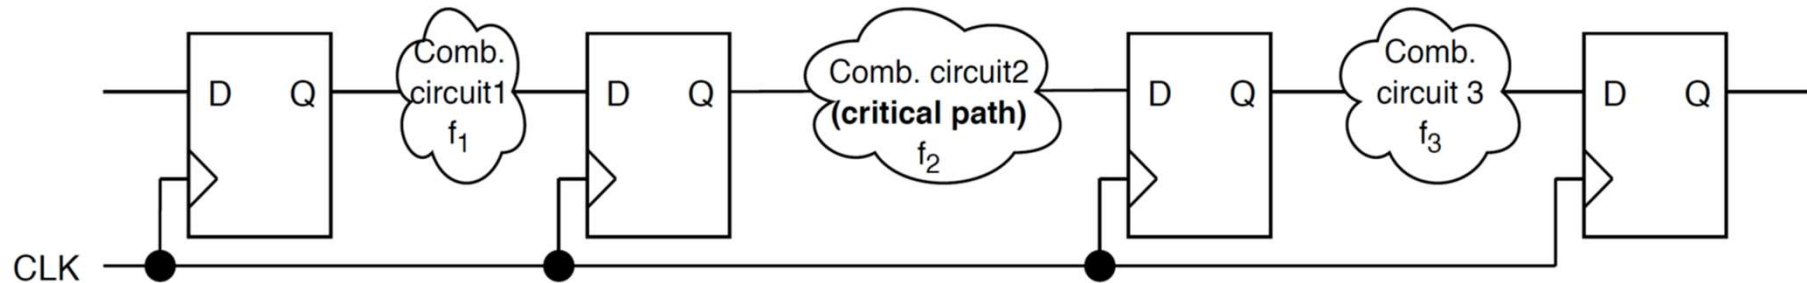 D Q
Comb.
circuit1
f1
D Q
Comb. circuit2
(critical path)
f2
D Q
Comb.
circuit 3
f3
D Q
CLK